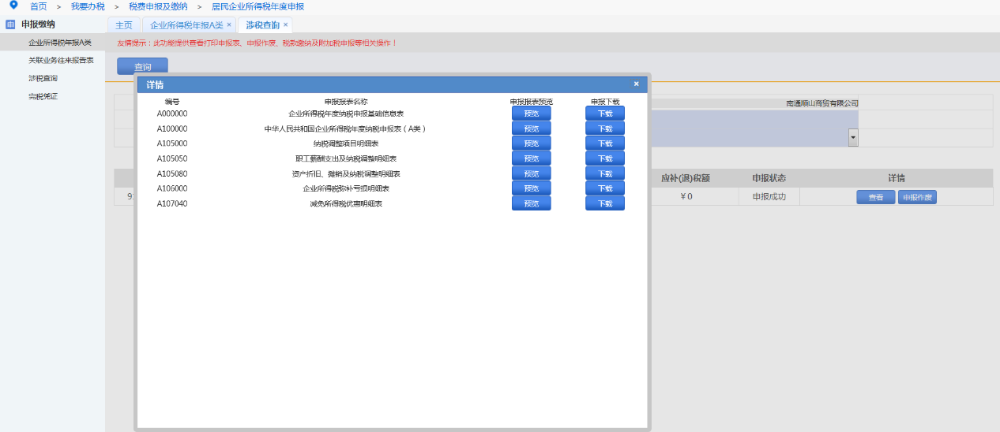 首页 > 我要办税 > 税费申报及缴纳 > 居民企业所得税年度申报
申 申报缴纳
主页 企业所得税年报A类 × 涉税查询 ×
企业所得税年报A类
关联业务往来报告表
涉税查询
完税凭证
友情提示：此功能提供查看打印申报表、申报作废、税款缴纳及附加税申报等相关操作！
查询
详情 ×
编号 申报报表名称 申报报表预览 申报下载
A000000 企业所得税年度纳税申报基础信息表 预览 下载
A100000 中华人民共和国企业所得税年度纳税申报表（A类） 预览 下载
A105000 纳税调整项目明细表 预览 下载
A105050 职工薪酬支出及纳税调整明细表 预览 下载
A105080 资产折旧、摊销及纳税调整明细表 预览 下载
A106000 企业所得税弥补亏损明细表 预览 下载
A107040 减免所得税优惠明细表 预览 下载
南通顺山商贸有限公司
应补(退)税额 申报状态 详情
￥0 申报成功 查看 申报作废